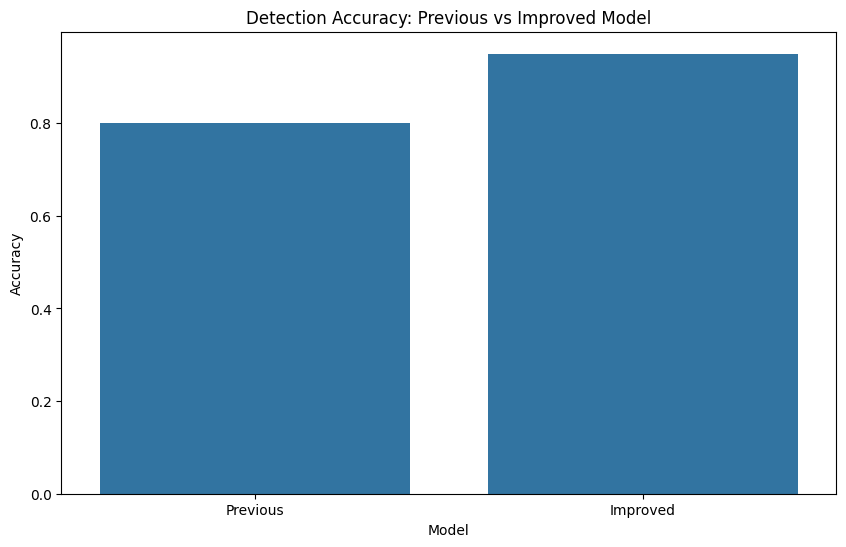 Detection Accuracy: Previous vs Improved Model
Accuracy
0.8
0.6
0.4
0.2
0.0
Previous
Improved
Model